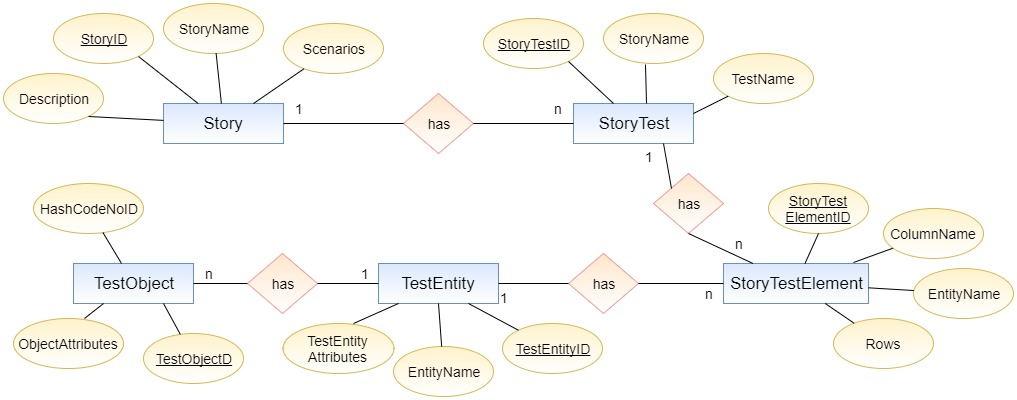 StoryID
StoryName
Scenarios
Description
Story
1
has
n
StoryTestID
StoryName
TestName
StoryTest
1
has
n
StoryTest
ElementID
ColumnName
EntityName
Rows
StoryTestElement
n
has
1
TestEntity
TestEntity
Attributes
EntityName
TestEntityID
1
has
n
HashCodeNoID
TestObject
ObjectAttributes
TestObjectD